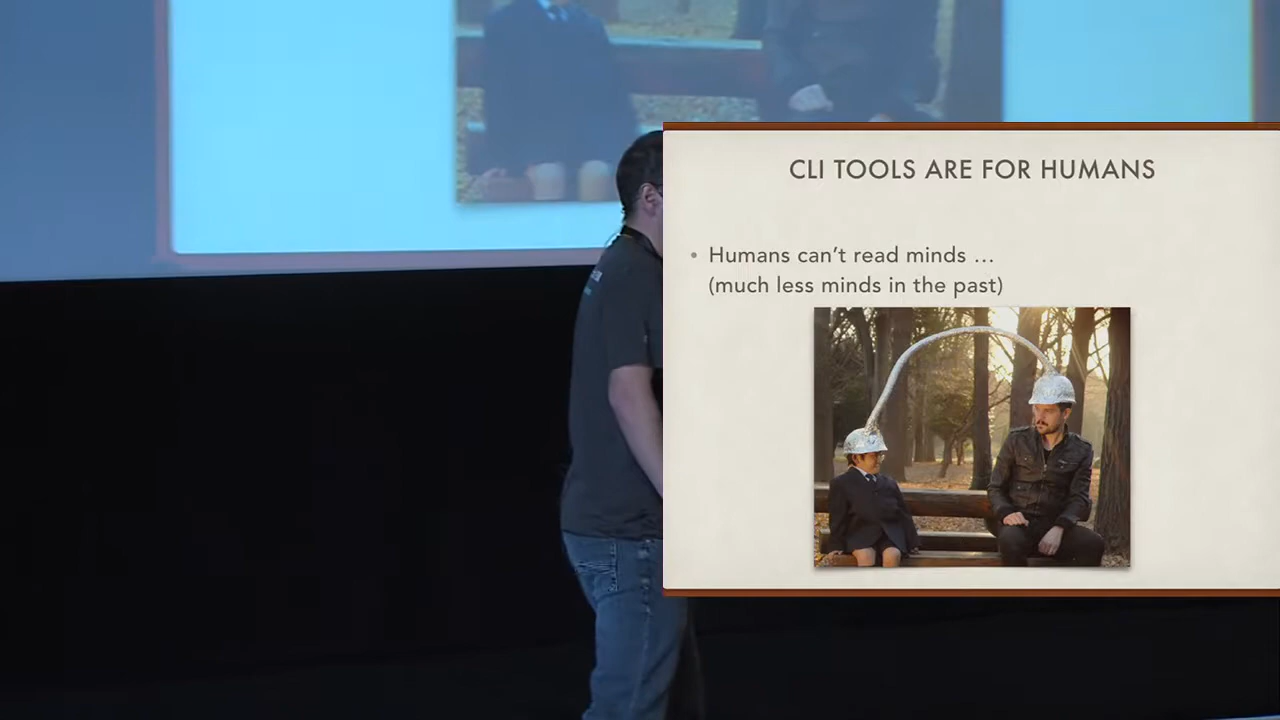 CLI TOOLS ARE FOR HUMANS
• Humans can't read minds …
(much less minds in the past)